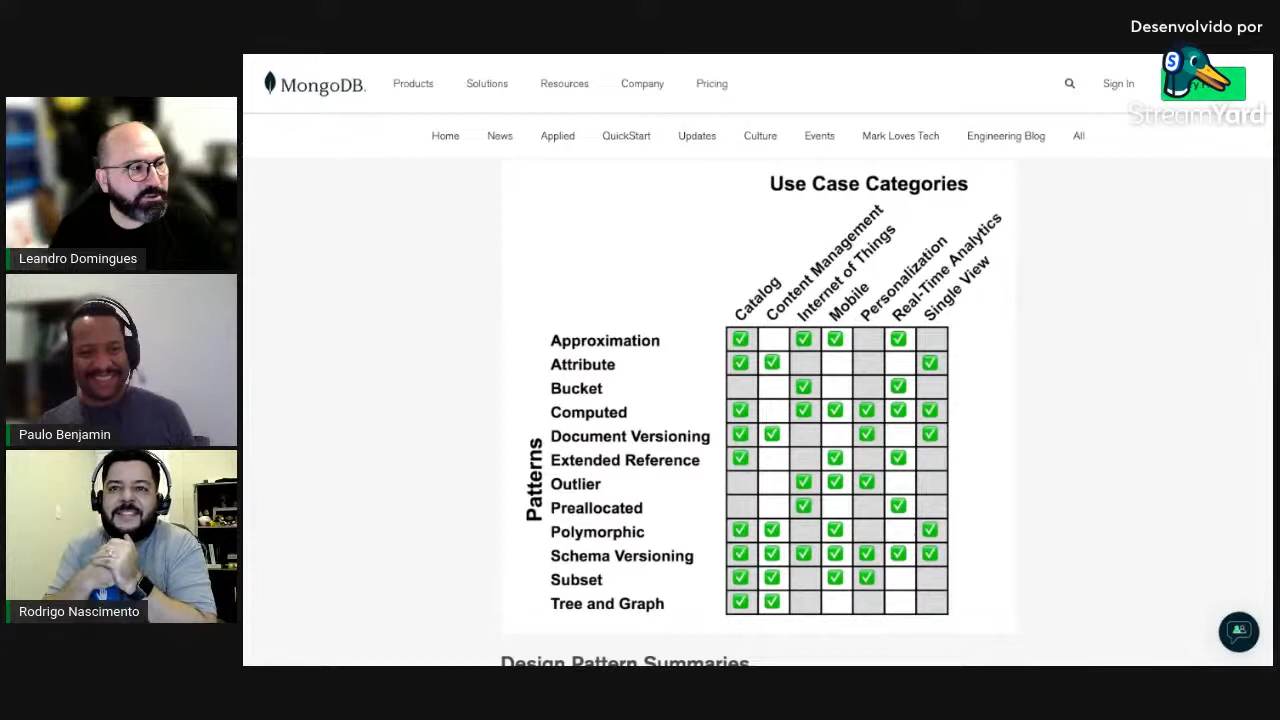 Desenvolvido por
S
StreamYard
MongoDB.
Products Solutions Resources Company Pricing
Sign In
Home News Applied QuickStart Updates Culture Events Mark Loves Tech Engineering Blog All
Use Case Categories
Catalog
Content Management
Internet of Things
Mobile
Personalization
Real-Time Analytics
Single View
Patterns
Approximation
Attribute
Bucket
Computed
Document Versioning
Extended Reference
Outlier
Preallocated
Polymorphic
Schema Versioning
Subset
Tree and Graph
Design Pattern Summaries
Leandro Domingues
Paulo Benjamin
Rodrigo Nascimento